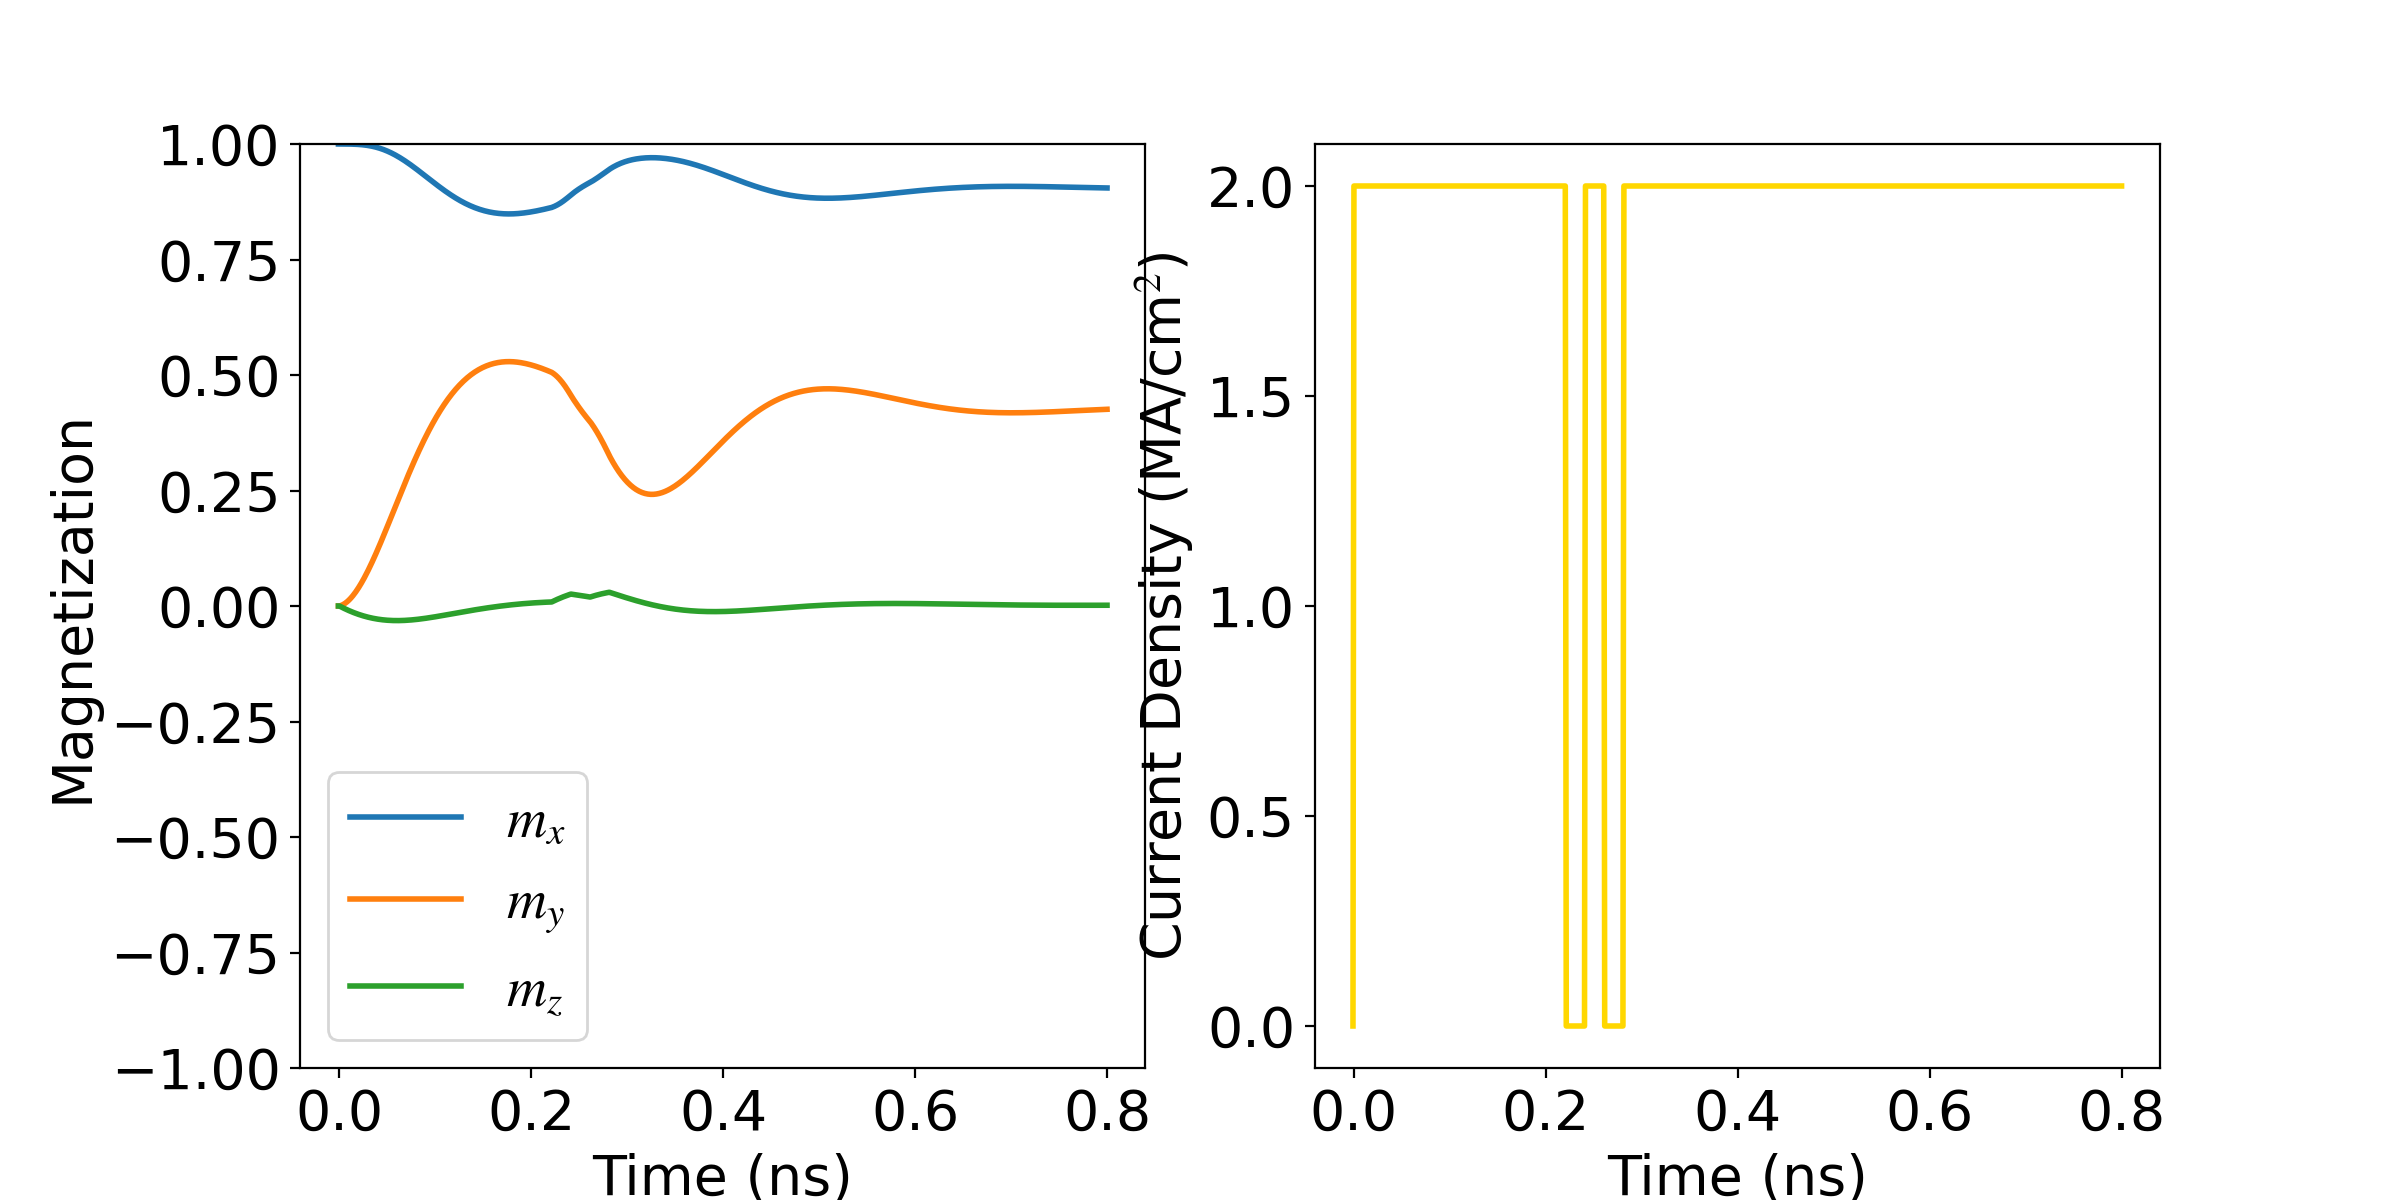 Magnetization
1.00
0.75
0.50
0.25
0.00
−0.25
−0.50
−0.75
−1.00
0.0 0.2 0.4 0.6 0.8
Time (ns)
m_x
m_y
m_z
Current Density (MA/cm²)
2.0
1.5
1.0
0.5
0.0
0.0 0.2 0.4 0.6 0.8
Time (ns)